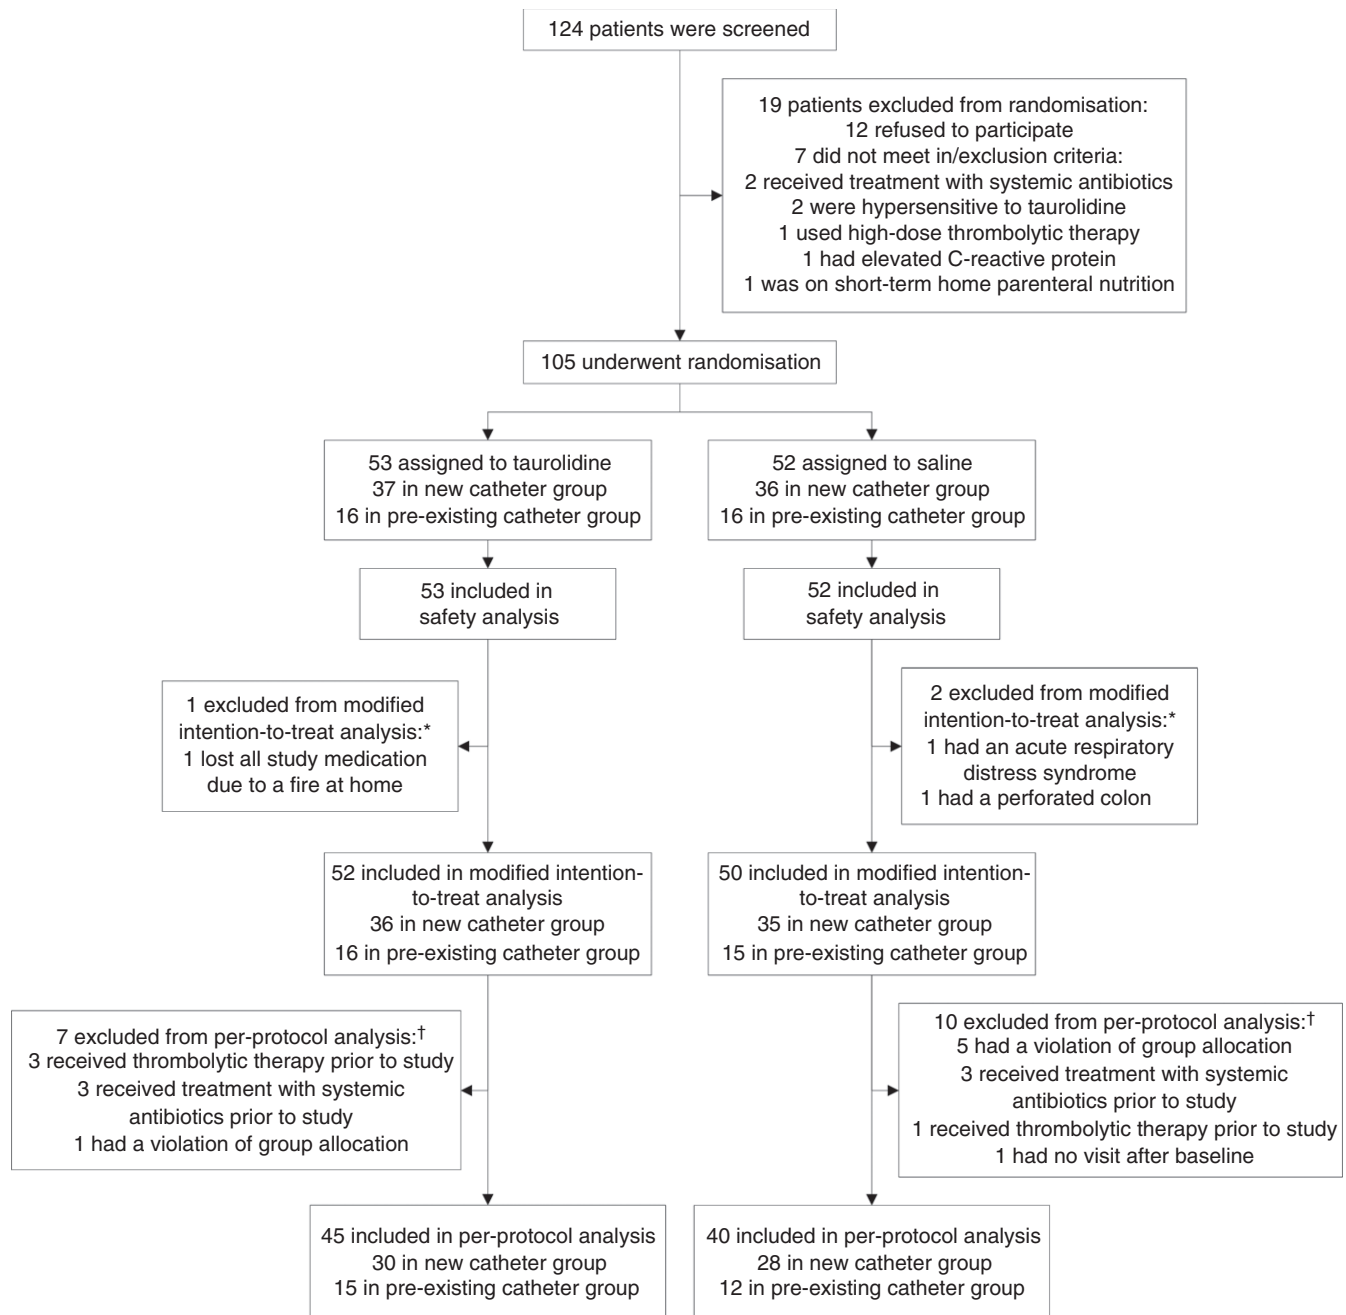 124 patients were screened
19 patients excluded from randomisation:
12 refused to participate
7 did not meet in/exclusion criteria:
2 received treatment with systemic antibiotics
2 were hypersensitive to taurolidine
1 used high-dose thrombolytic therapy
1 had elevated C-reactive protein
1 was on short-term home parenteral nutrition
105 underwent randomisation
53 assigned to taurolidine
37 in new catheter group
16 in pre-existing catheter group
52 assigned to saline
36 in new catheter group
16 in pre-existing catheter group
53 included in
safety analysis
52 included in
safety analysis
1 excluded from modified
intention-to-treat analysis:*
1 lost all study medication
due to a fire at home
2 excluded from modified
intention-to-treat analysis:*
1 had an acute respiratory
distress syndrome
1 had a perforated colon
52 included in modified intention-
to-treat analysis
36 in new catheter group
16 in pre-existing catheter group
50 included in modified intention-
to-treat analysis
35 in new catheter group
15 in pre-existing catheter group
7 excluded from per-protocol analysis:†
3 received thrombolytic therapy prior to study
3 received treatment with systemic
antibiotics prior to study
1 had a violation of group allocation
10 excluded from per-protocol analysis:†
5 had a violation of group allocation
3 received treatment with systemic
antibiotics prior to study
1 received thrombolytic therapy prior to study
1 had no visit after baseline
45 included in per-protocol analysis
30 in new catheter group
15 in pre-existing catheter group
40 included in per-protocol analysis
28 in new catheter group
12 in pre-existing catheter group